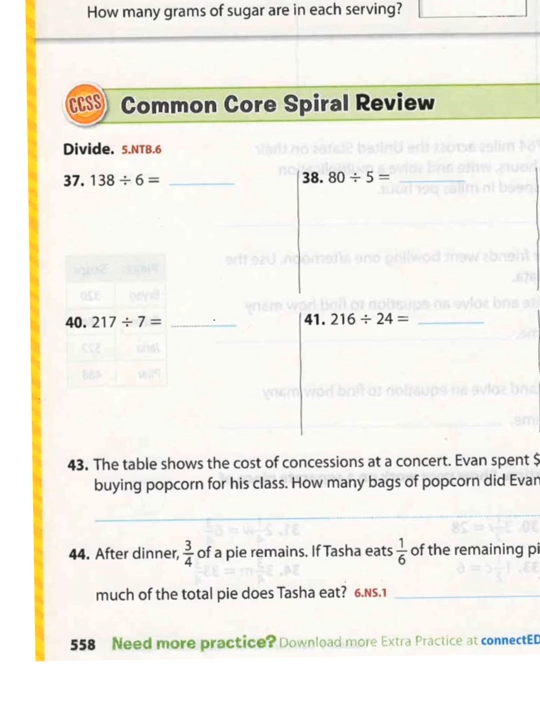 How many grams of sugar are in each serving?
CCSS Common Core Spiral Review
Divide. 5.NTB.6
37. 138 ÷ 6 =
38. 80 ÷ 5 =
40. 217 ÷ 7 =
41. 216 ÷ 24 =
43. The table shows the cost of concessions at a concert. Evan spent $
buying popcorn for his class. How many bags of popcorn did Evan
44. After dinner, 3/4 of a pie remains. If Tasha eats 1/6 of the remaining pi
much of the total pie does Tasha eat? 6.NS.1
558 Need more practice? Download more Extra Practice at connectED